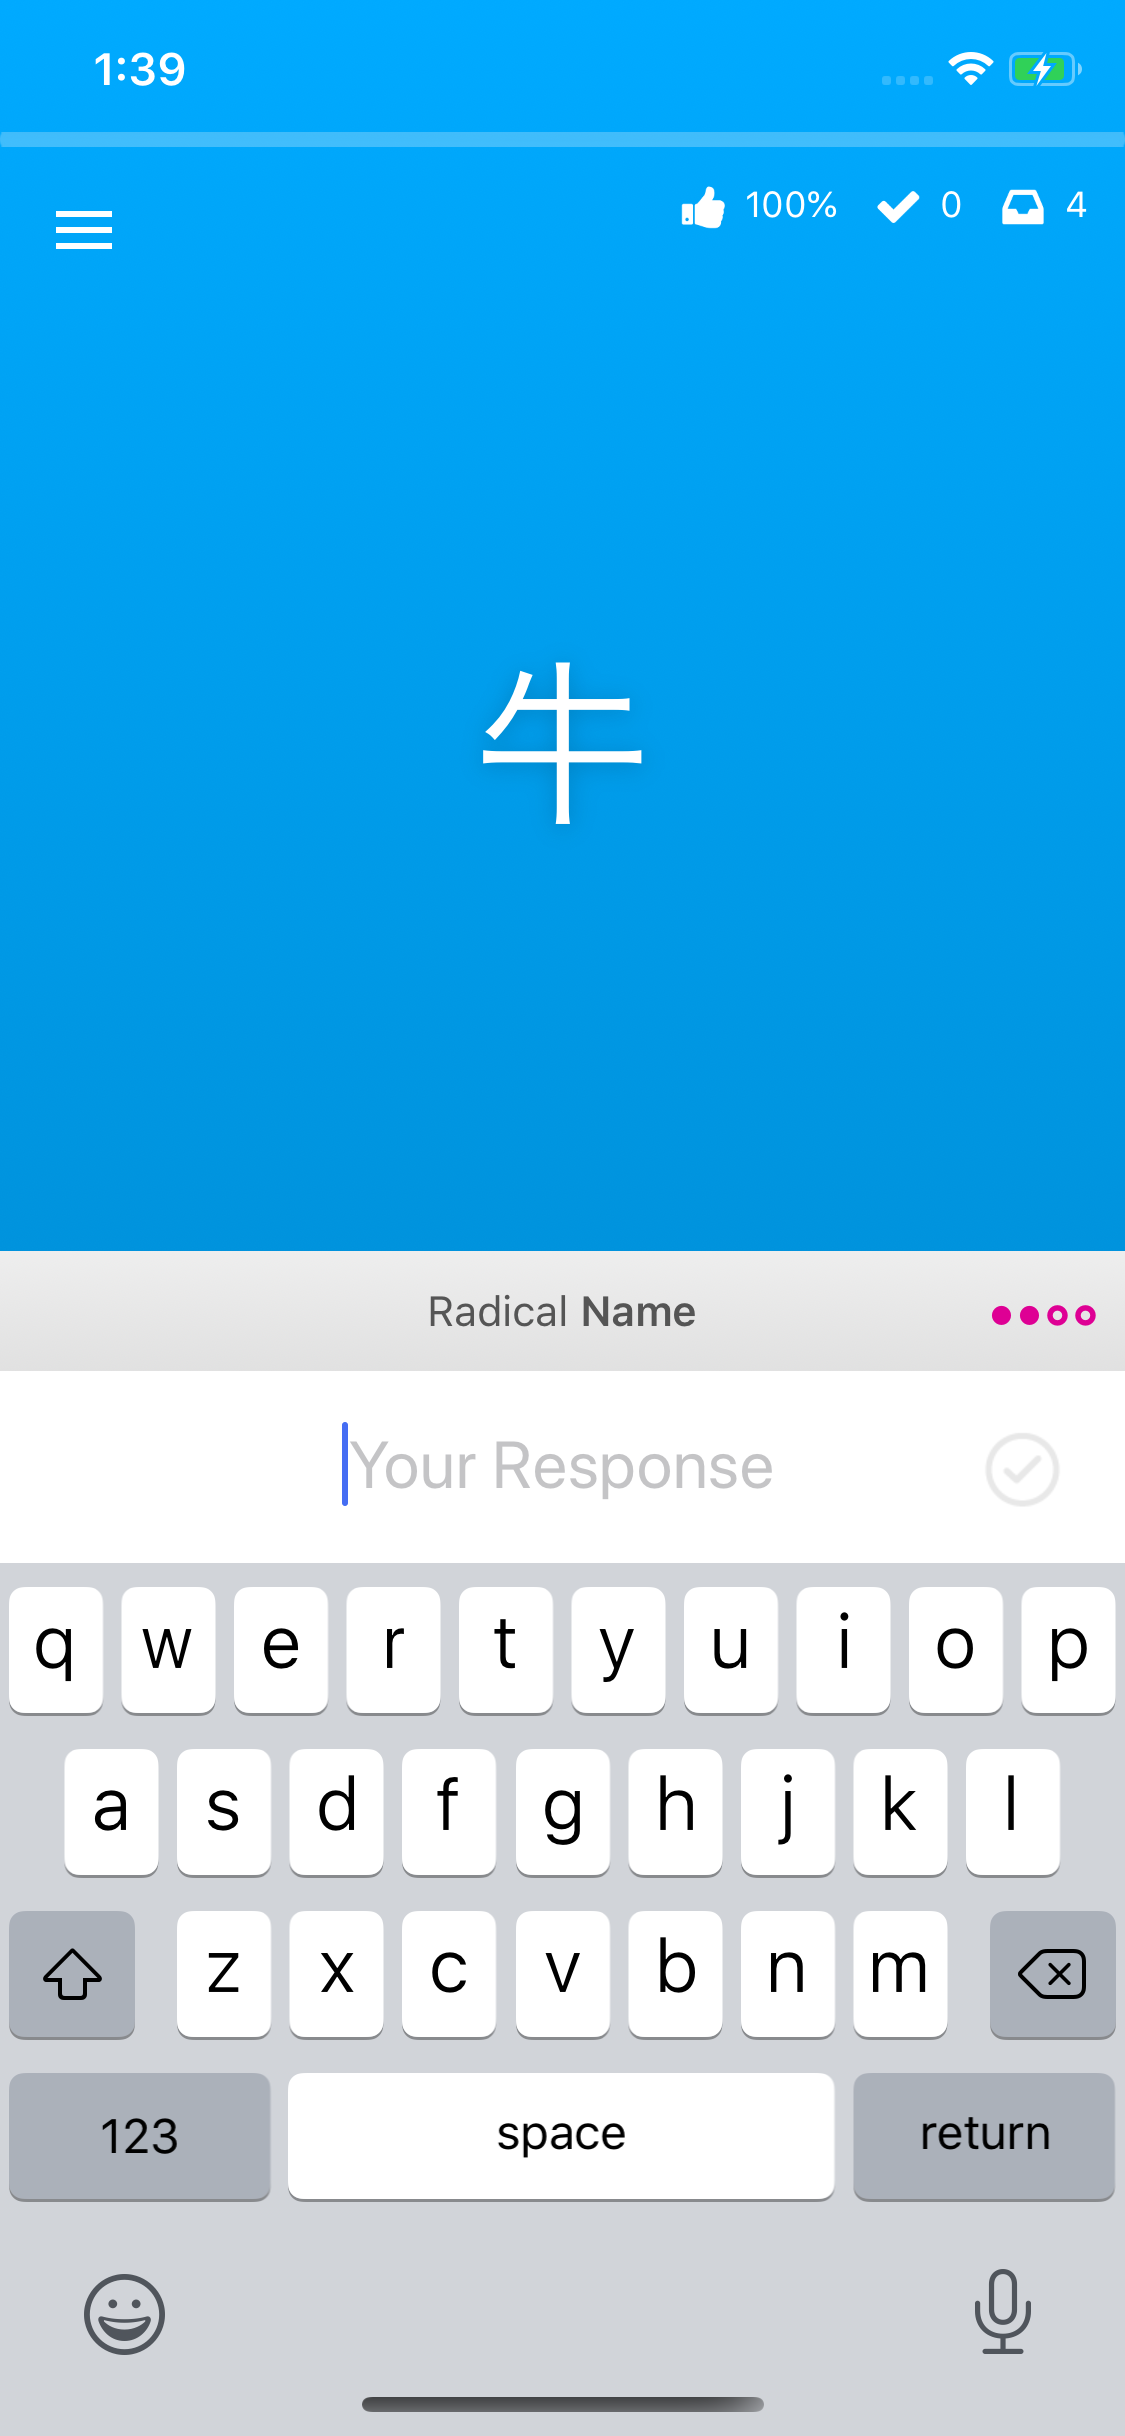 1:39
100% 0 4
牛
Radical Name
Your Response
q w e r t y u i o p
a s d f g h j k l
z x c v b n m
123 space return